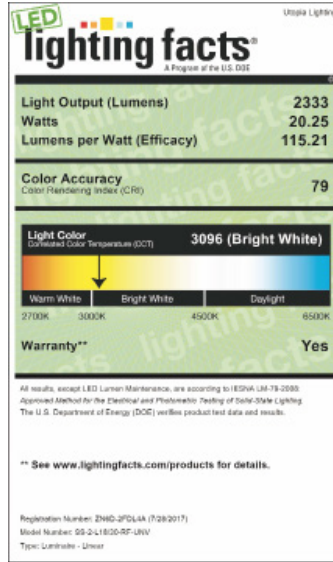 LED
Utopia Lighting
lighting facts®
A Program of the U.S. DOE
Light Output (Lumens) 2333
Watts 20.25
Lumens per Watt (Efficacy) 115.21
Color Accuracy
Color Rendering Index (CRI) 79
Light Color
Correlated Color Temperature (CCT) 3096 (Bright White)
Warm White Bright White Daylight
2700K 3000K 4500K 6500K
Warranty** Yes
All results, except LED Lumen Maintenance, are according to IESNA LM-79-2008:
Approved Method for the Electrical and Photometric Testing of Solid-State Lighting.
The U.S. Department of Energy (DOE) verifies product test data and results.
** See www.lightingfacts.com/products for details.
Registration Number: (7/28/2017)
Model Number:
Type: Luminaire - Linear